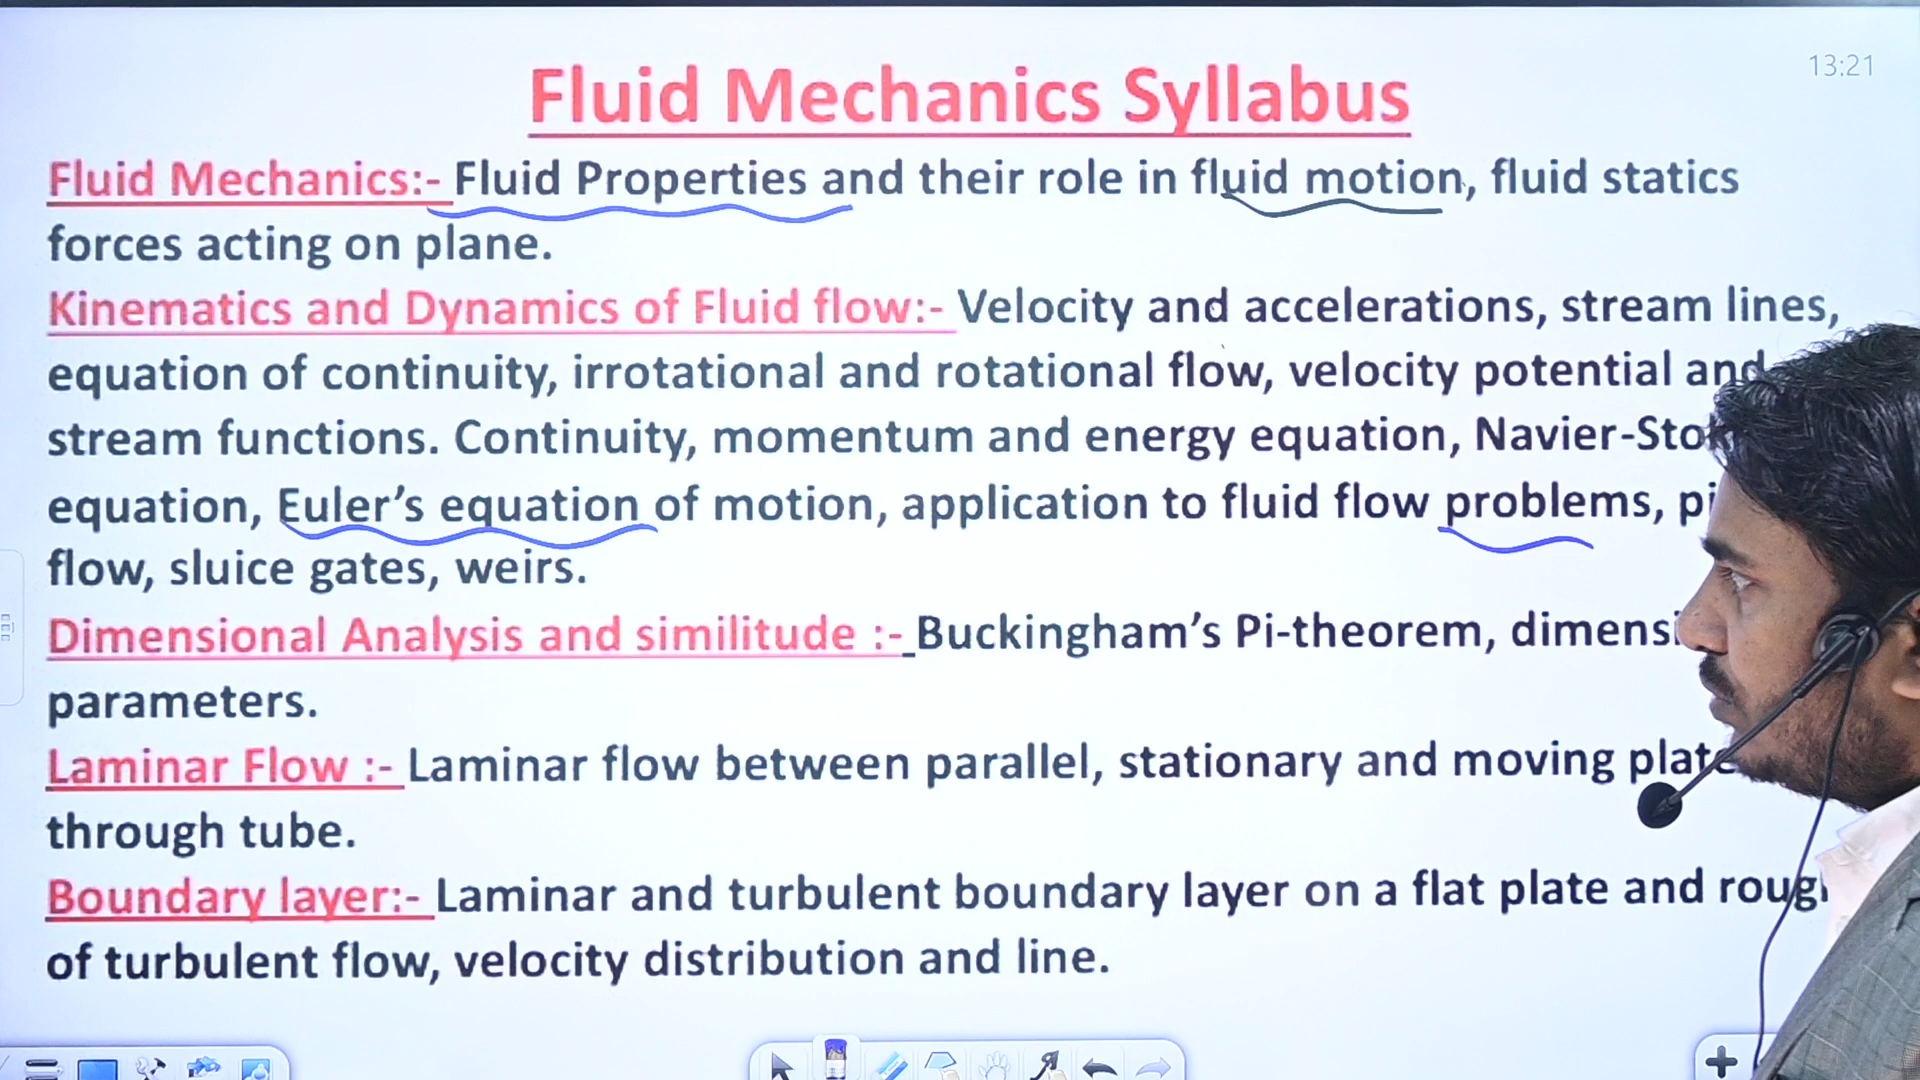 13:21
Fluid Mechanics Syllabus
Fluid Mechanics:- Fluid Properties and their role in fluid motion, fluid statics
forces acting on plane.
Kinematics and Dynamics of Fluid flow:- Velocity and accelerations, stream lines,
equation of continuity, irrotational and rotational flow, velocity potential and
stream functions. Continuity, momentum and energy equation,
equation, Euler’s equation of motion, application to fluid flow problems,
flow, sluice gates, weirs.
Dimensional Analysis and similitude :- Buckingham’s Pi-theorem,
parameters.
Laminar Flow :- Laminar flow between parallel, stationary and moving
through tube.
Boundary layer:- Laminar and turbulent boundary layer on a flat plate and
of turbulent flow, velocity distribution and line.